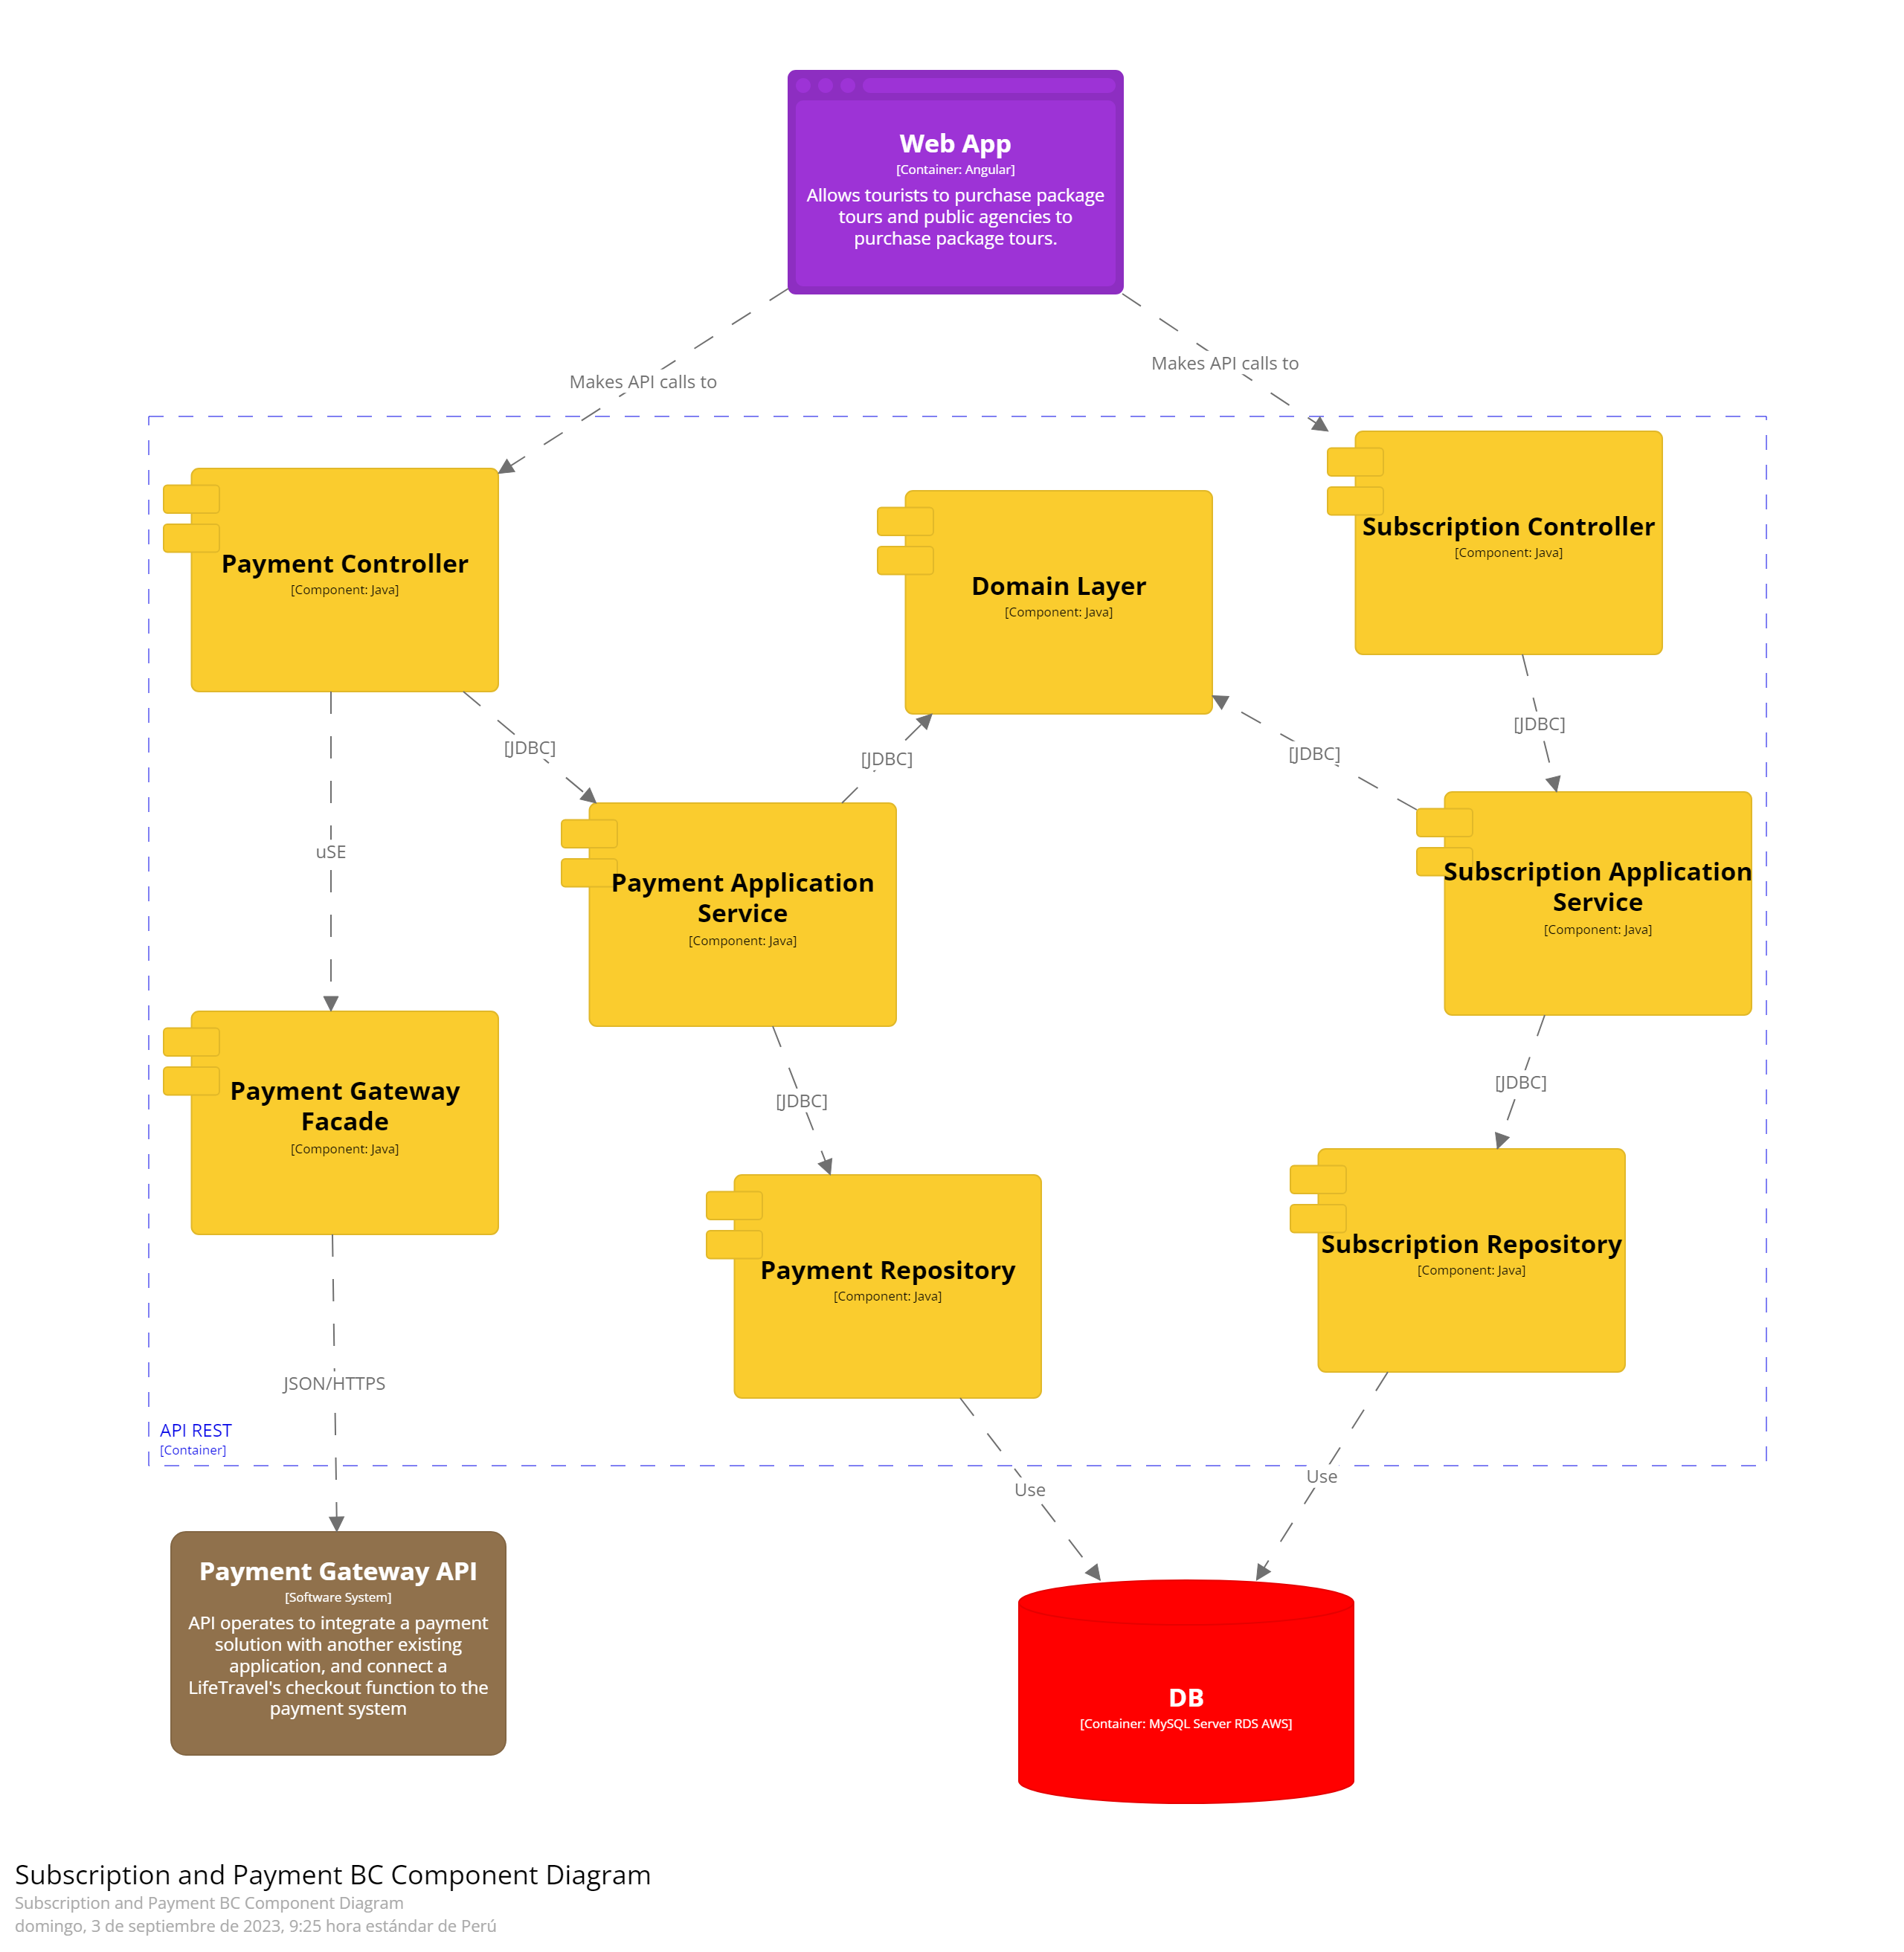 Web App
[Container: Angular]
Allows tourists to purchase package
tours and public agencies to
purchase package tours.
Makes API calls to
Makes API calls to
Payment Controller
[Component: Java]
Domain Layer
[Component: Java]
Subscription Controller
[Component: Java]
[JDBC]
[JDBC]
[JDBC]
[JDBC]
uSE
Payment Application
Service
[Component: Java]
Subscription Application
Service
[Component: Java]
Payment Gateway
Facade
[Component: Java]
[JDBC]
[JDBC]
Payment Repository
[Component: Java]
Subscription Repository
[Component: Java]
JSON/HTTPS
API REST
[Container]
Use
Use
Payment Gateway API
[Software System]
API operates to integrate a payment
solution with another existing
application, and connect a
LifeTravel's checkout function to the
payment system
DB
[Container: MySQL Server RDS AWS]
Subscription and Payment BC Component Diagram
Subscription and Payment BC Component Diagram
domingo, 3 de septiembre de 2023, 9:25 hora estándar de Perú